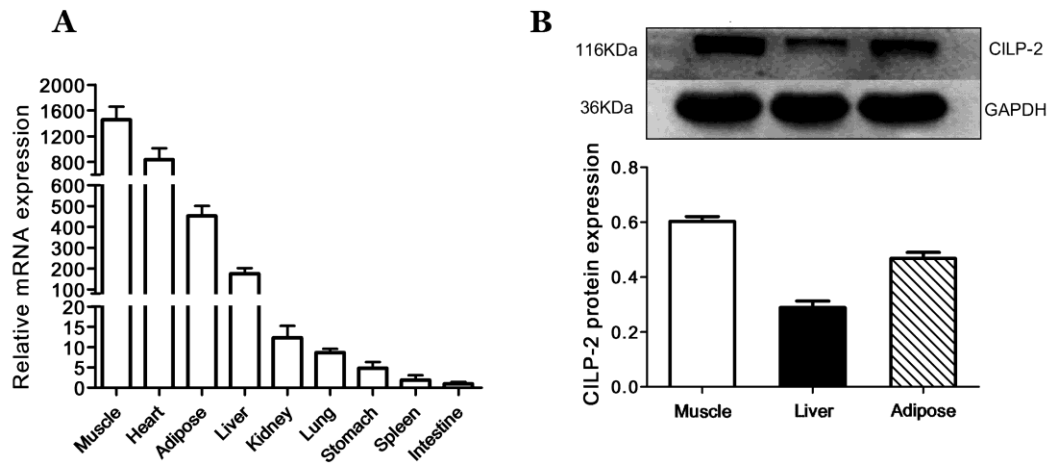 A
Relative mRNA expression
2000
1600
1200
800
600
500
400
300
200
100
20
15
10
5
0
Muscle
Heart
Adipose
Liver
Kidney
Lung
Stomach
Spleen
Intestine
B
116KDa
CILP-2
36KDa
GAPDH
CILP-2 protein expression
0.8
0.6
0.4
0.2
0.0
Muscle
Liver
Adipose